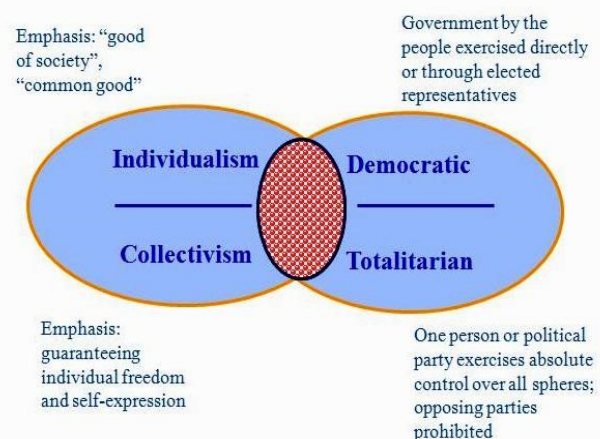 Emphasis: “good
of society”,
“common good”
Government by the
people exercised directly
or through elected
representatives
Individualism
Democratic
Collectivism
Totalitarian
Emphasis:
guaranteeing
individual freedom
and self-expression
One person or political
party exercises absolute
control over all spheres;
opposing parties
prohibited